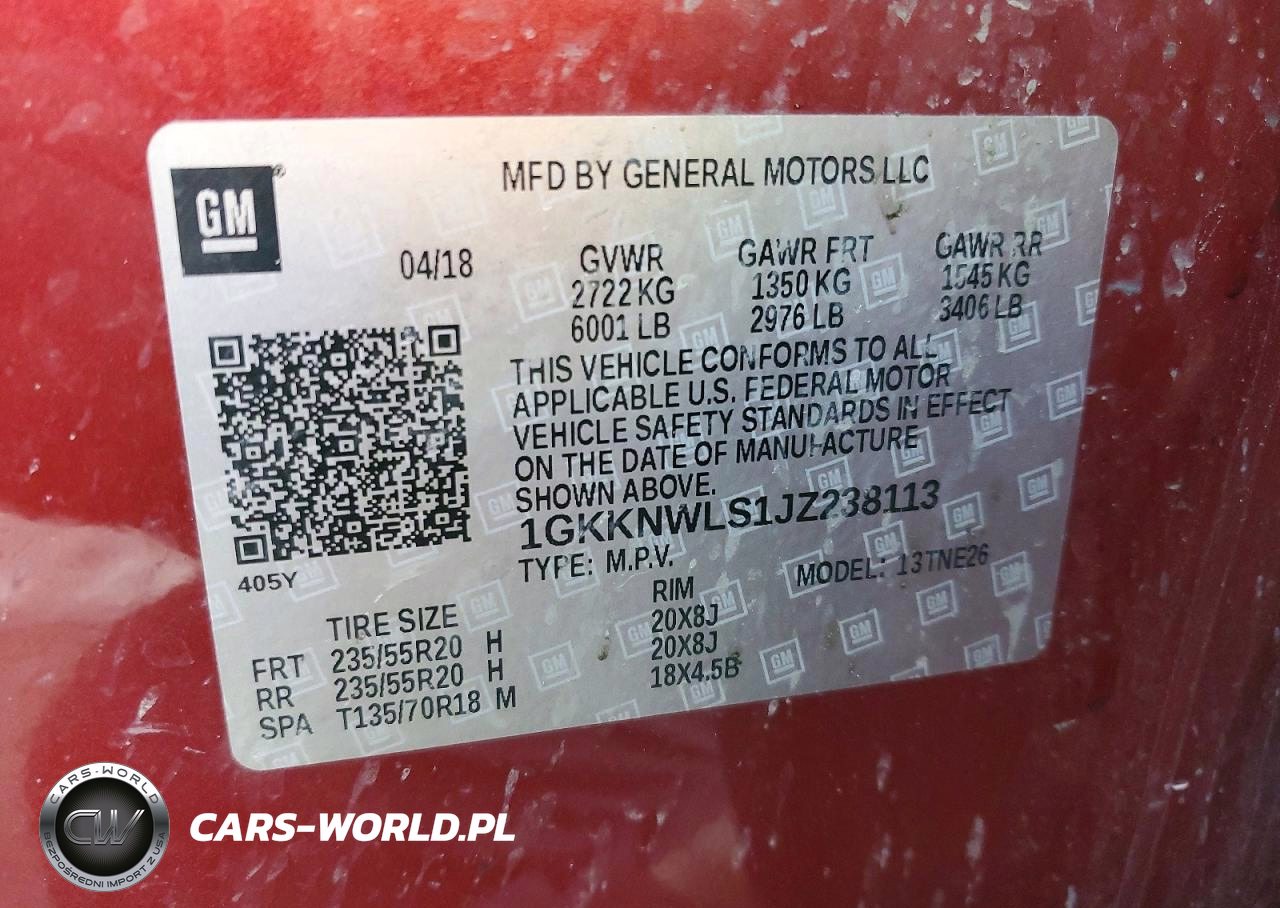 GM
MFD BY GENERAL MOTORS LLC
04/18
GVWR GAWR FRT GAWR RR
2722 KG 1350 KG 1545 KG
6001 LB 2976 LB 3406 LB
THIS VEHICLE CONFORMS TO ALL
APPLICABLE U.S. FEDERAL MOTOR
VEHICLE SAFETY STANDARDS IN EFFECT
ON THE DATE OF MANUFACTURE
SHOWN ABOVE.
1GKKNWLS1JZ238113
TYPE: M.P.V. MODEL: 13TNE26
405Y
TIRE SIZE RIM
FRT 235/55R20 H 20X8J
RR 235/55R20 H 20X8J
SPA T135/70R18 M 18X4.5B
CARS-WORLD
CW
BEZPOŚREDNI IMPORT Z USA
CARS-WORLD.PL